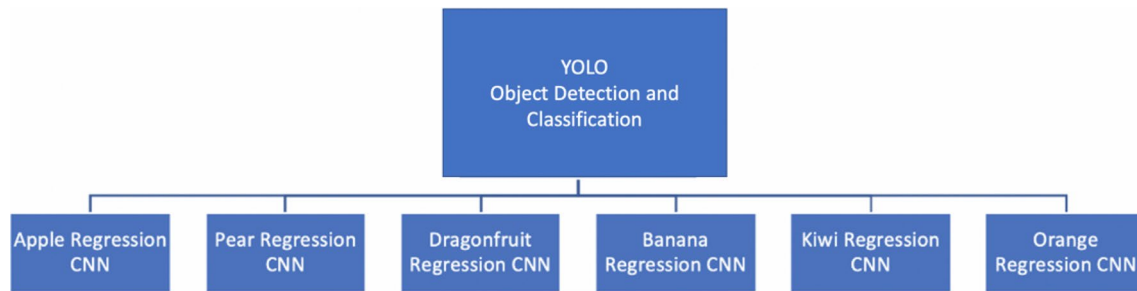 YOLO
Object Detection and
Classification
Apple Regression
CNN
Pear Regression
CNN
Dragonfruit
Regression CNN
Banana
Regression CNN
Kiwi Regression
CNN
Orange
Regression CNN